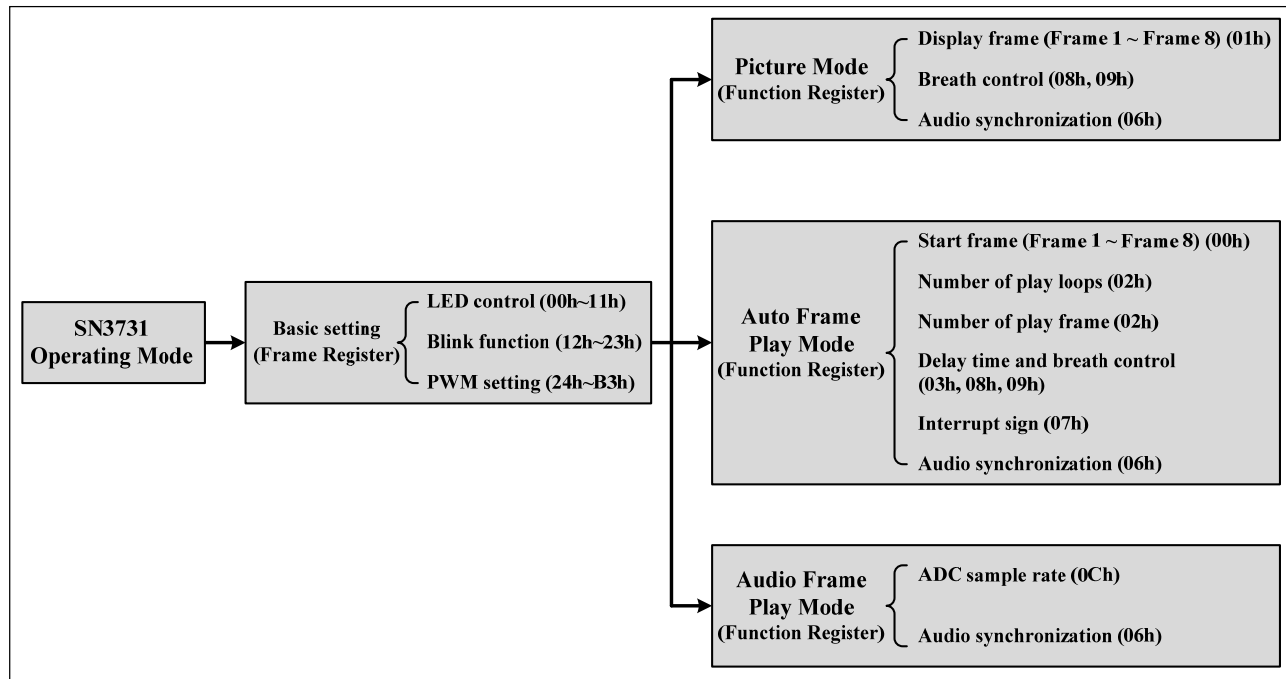 SN3731
Operating Mode
Basic setting
(Frame Register)
LED control (00h~11h)
Blink function (12h~23h)
PWM setting (24h~B3h)
Picture Mode
(Function Register)
Display frame (Frame 1 ~ Frame 8) (01h)
Breath control (08h, 09h)
Audio synchronization (06h)
Auto Frame
Play Mode
(Function Register)
Start frame (Frame 1 ~ Frame 8) (00h)
Number of play loops (02h)
Number of play frame (02h)
Delay time and breath control
(03h, 08h, 09h)
Interrupt sign (07h)
Audio synchronization (06h)
Audio Frame
Play Mode
(Function Register)
ADC sample rate (0Ch)
Audio synchronization (06h)